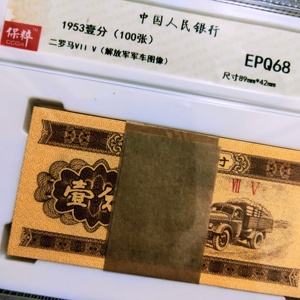 保粹
CCGA
中国人民银行
1953壹分（100张）
二罗马VII V（解放军军车图像）
EPQ68
尺寸89mm*42mm
VII V
壹分